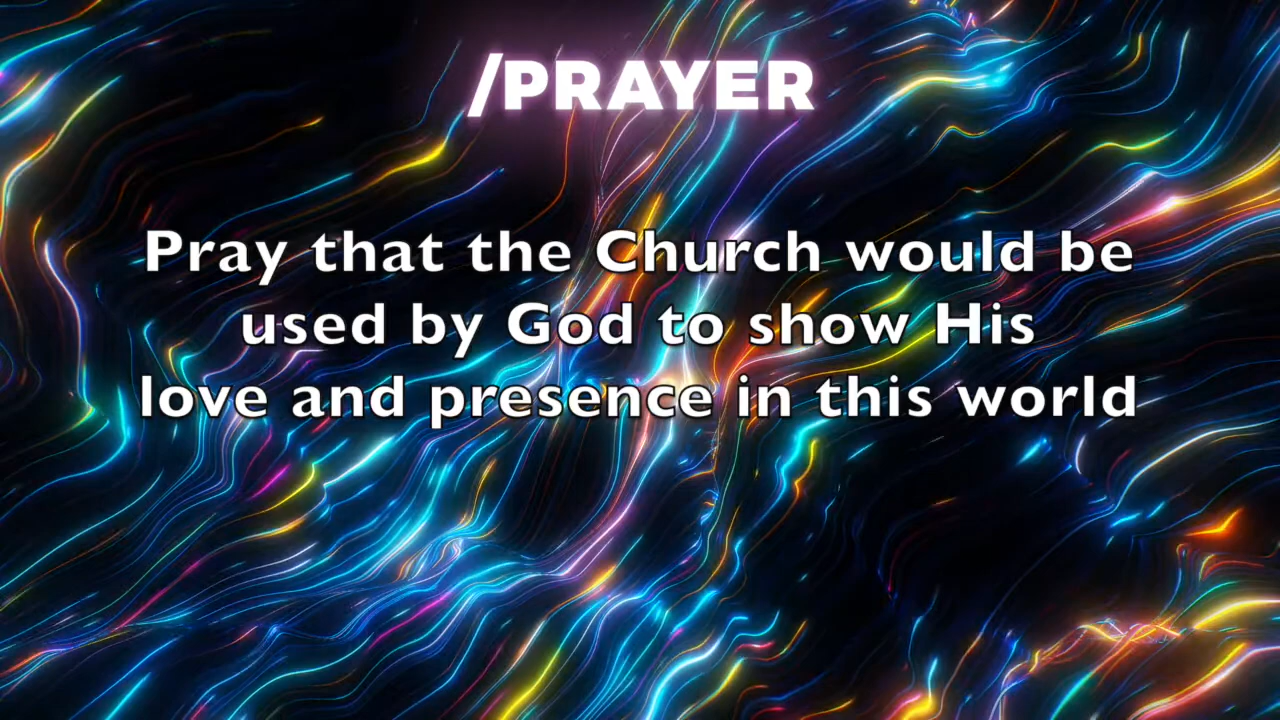 /PRAYER
Pray that the Church would be
used by God to show His
love and presence in this world